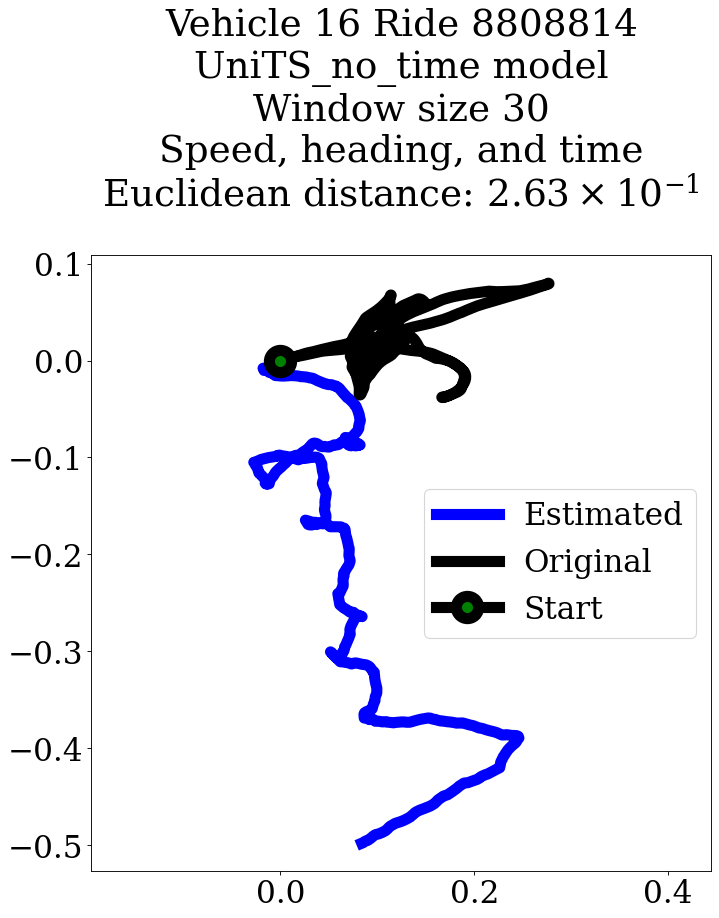 Vehicle 16 Ride 8808814
UniTS_no_time model
Window size 30
Speed, heading, and time
Euclidean distance: 2.63 × 10⁻¹
0.1
0.0
−0.1
−0.2
−0.3
−0.4
−0.5
Estimated
Original
Start
0.0 0.2 0.4